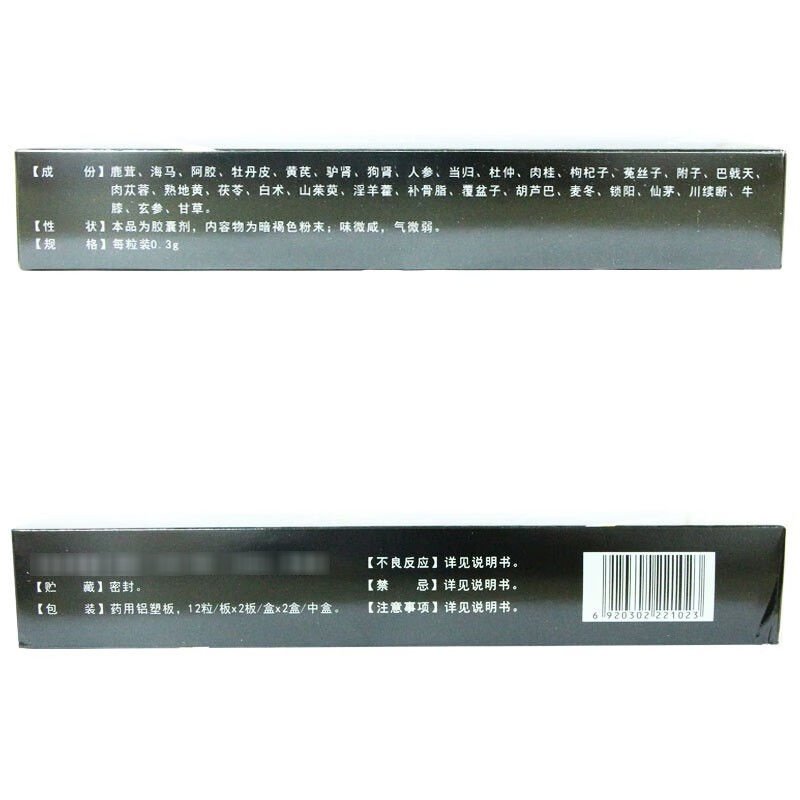 【成 份】鹿茸、海马、阿胶、牡丹皮、黄芪、驴肾、狗肾、人参、当归、杜仲、肉桂、枸杞子、菟丝子、附子、巴戟天、
肉苁蓉、熟地黄、茯苓、白术、山茱萸、淫羊藿、补骨脂、覆盆子、胡芦巴、麦冬、锁阳、仙茅、川续断、牛
膝、玄参、甘草。
【性 状】本品为胶囊剂，内容物为暗褐色粉末；味微咸，气微弱。
【规 格】每粒装0.3g
【贮 藏】密封。
【包 装】药用铝塑板，12粒/板x2板/盒x2盒/中盒。
【不良反应】详见说明书。
【禁 忌】详见说明书。
【注意事项】详见说明书。
6 920302 221023